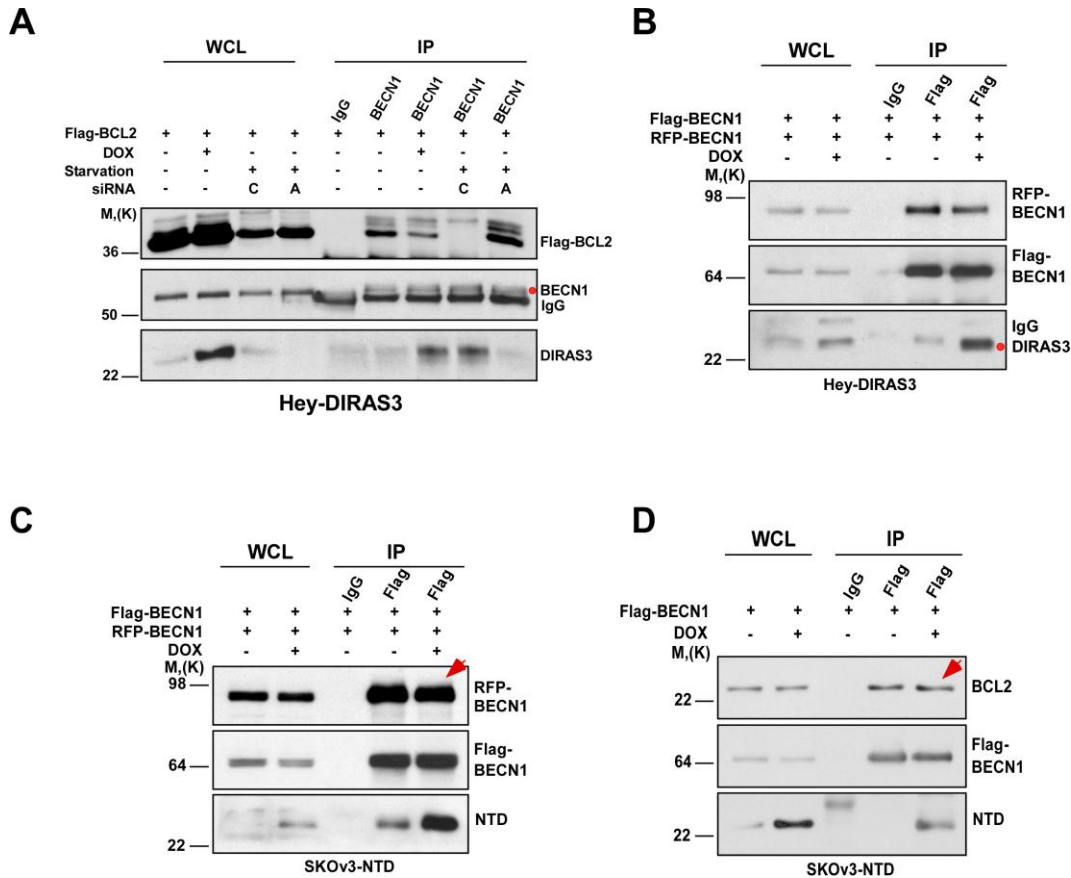 A
WCL IP
IgG BECN1 BECN1 BECN1 BECN1
Flag-BCL2 + + + + + + + + +
DOX - + - - - - + - -
Starvation - - + + - - - + +
siRNA - - C A - - - C A
M,(K)
36
Flag-BCL2
50
BECN1
IgG
22
DIRAS3
Hey-DIRAS3
B
WCL IP
IgG Flag Flag
Flag-BECN1 + + + + +
RFP-BECN1 + + + + +
DOX - + - - +
M,(K)
98
RFP-
BECN1
64
Flag-
BECN1
22
IgG
DIRAS3
Hey-DIRAS3
C
WCL IP
IgG Flag Flag
Flag-BECN1 + + + + +
RFP-BECN1 + + + + +
DOX - + - - +
M,(K)
98
RFP-
BECN1
64
Flag-
BECN1
22
NTD
SKOv3-NTD
D
WCL IP
IgG Flag Flag
Flag-BECN1 + + + + +
DOX - + - - +
M,(K)
22
BCL2
64
Flag-
BECN1
22
NTD
SKOv3-NTD